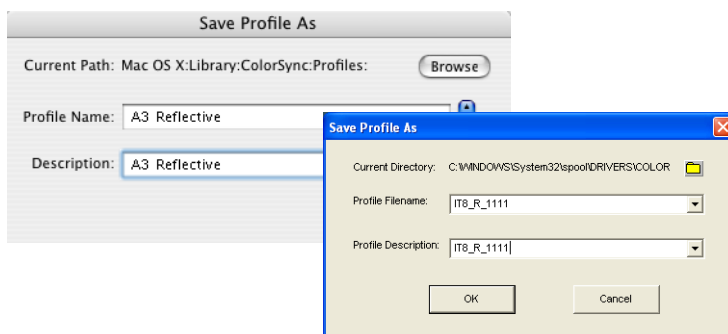 Save Profile As
Current Path: Mac OS X:Library:ColorSync:Profiles: Browse
Profile Name: A3 Reflective
Description: A3 Reflective
Save Profile As
Current Directory: C:\WINDOWS\System32\spool\DRIVERS\COLOR
Profile Filename: IT8_R_1111
Profile Description: IT8_R_1111
OK Cancel